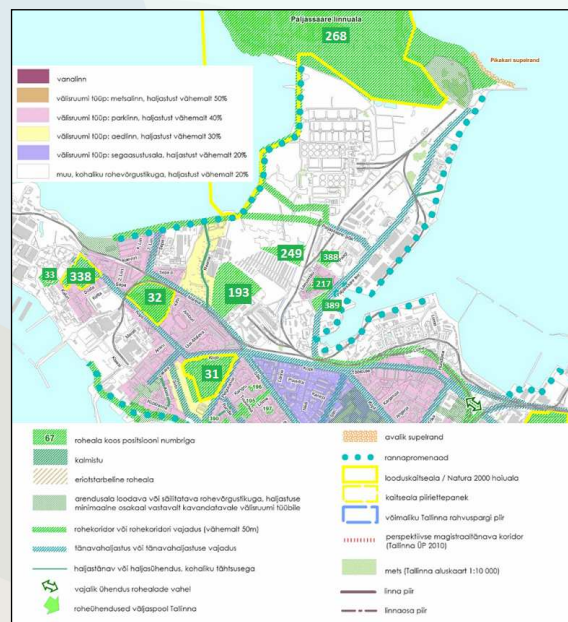 Paljassaare linnuala
268
Pikakari supelrand
vanalinn
välisruumi tüüp: metsalinn, haljastust vähemalt 50%
välisruumi tüüp: parklinn, haljastust vähemalt 40%
välisruumi tüüp: aedlinn, haljastust vähemalt 30%
välisruumi tüüp: segaasustusala, haljastust vähemalt 20%
muu, kohaliku rohevõrgustikuga, haljastust vähemalt 20%
249
388
33
338
217
32
193
389
31
196
195
197
67
roheala koos positsiooni numbriga
kalmistu
eriotstarbeline roheala
arendusala loodava või säilitatava rohevõrgustikuga, haljastuse
minimaalne osakaal vastavalt kavandatavale välisruumi tüübile
rohekoridor või rohekoridori vajadus (vähemalt 50m)
tänavahaljastus või tänavahaljastuse vajadus
haljastänav või haljasühendus, kohaliku tähtsusega
vajalik ühendus rohealade vahel
roheühendused väljaspool Tallinna
avalik supelrand
rannapromenaad
looduskaitseala / Natura 2000 hoiuala
kaitseala piiriettepanek
võimaliku Tallinna rahvuspargi piir
perspektiivse magistraaltänava koridor
(Tallinna ÜP 2010)
mets (Tallinna aluskaart 1:10 000)
linna piir
linnaosa piir